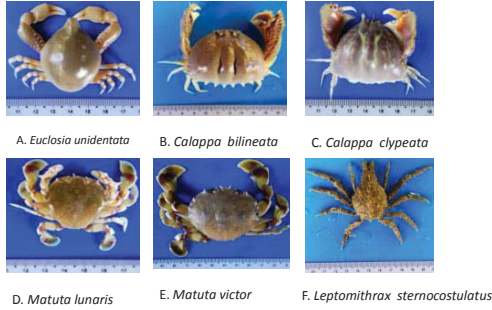 A. Euclosia unidentata
B. Calappa bilineata
C. Calappa clypeata
D. Matuta lunaris
E. Matuta victor
F. Leptomithrax sternocostulatus